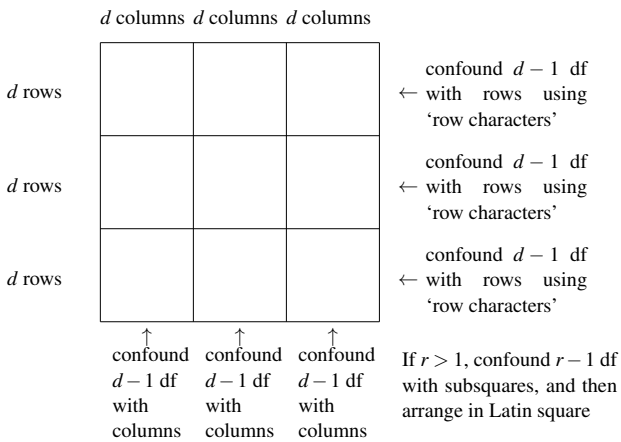 d columns d columns d columns
d rows
← confound d − 1 df
with rows using
‘row characters’
d rows
← confound d − 1 df
with rows using
‘row characters’
d rows
← confound d − 1 df
with rows using
‘row characters’
↑ ↑ ↑
confound confound confound
d − 1 df d − 1 df d − 1 df
with with with
columns columns columns
If r > 1, confound r − 1 df
with subsquares, and then
arrange in Latin square